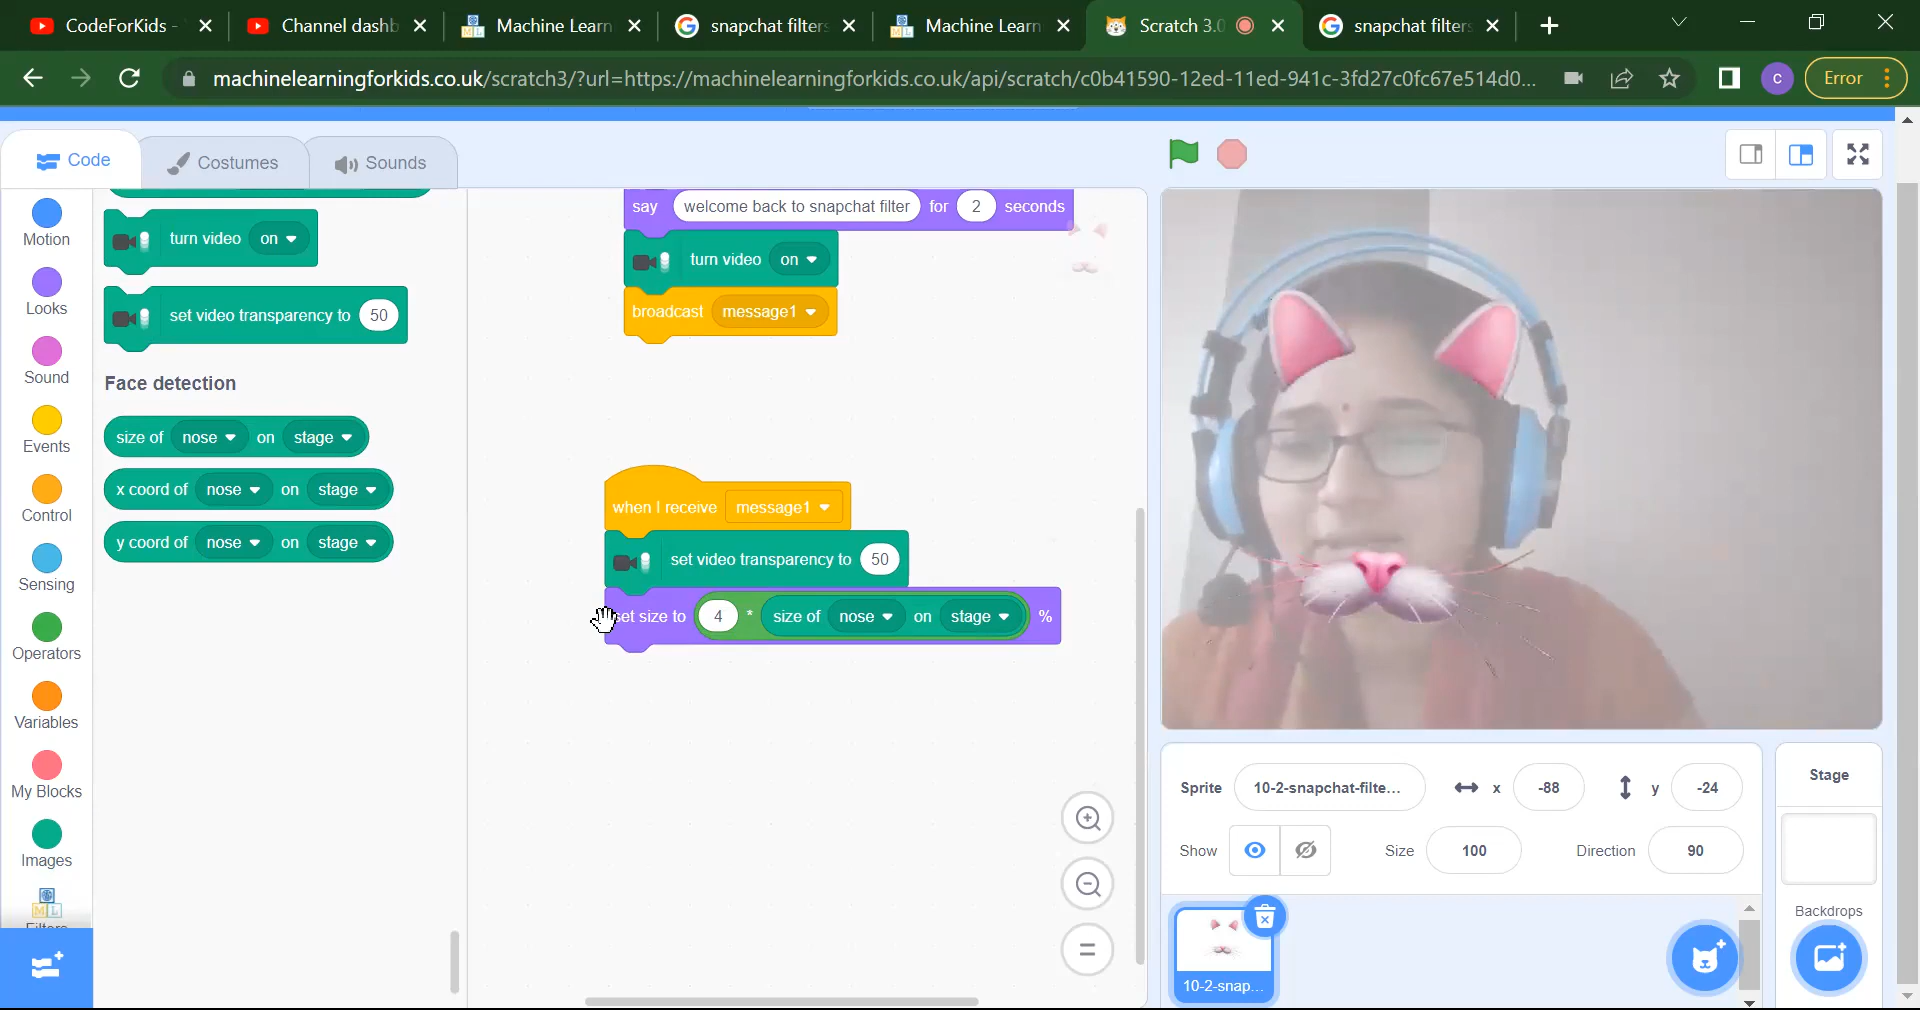 CodeForKids -
Channel dashb
Machine Learn
snapchat filters
Machine Learn
Scratch 3.0
snapchat filters
machinelearningforkids.co.uk/scratch3/?url=https://machinelearningforkids.co.uk/api/scratch/c0b41590-12ed-11ed-941c-3fd27c0fc67e514d0...
C
Error
Code
Costumes
Sounds
Motion
Looks
Sound
Events
Control
Sensing
Operators
Variables
My Blocks
Images
ML
turn video on
set video transparency to 50
Face detection
size of nose on stage
x coord of nose on stage
y coord of nose on stage
say welcome back to snapchat filter for 2 seconds
turn video on
broadcast message1
when I receive message1
set video transparency to 50
set size to 4 * size of nose on stage %
Sprite 10-2-snapchat-filte... x -88 y -24
Show Size 100 Direction 90
10-2-snap...
Stage
Backdrops